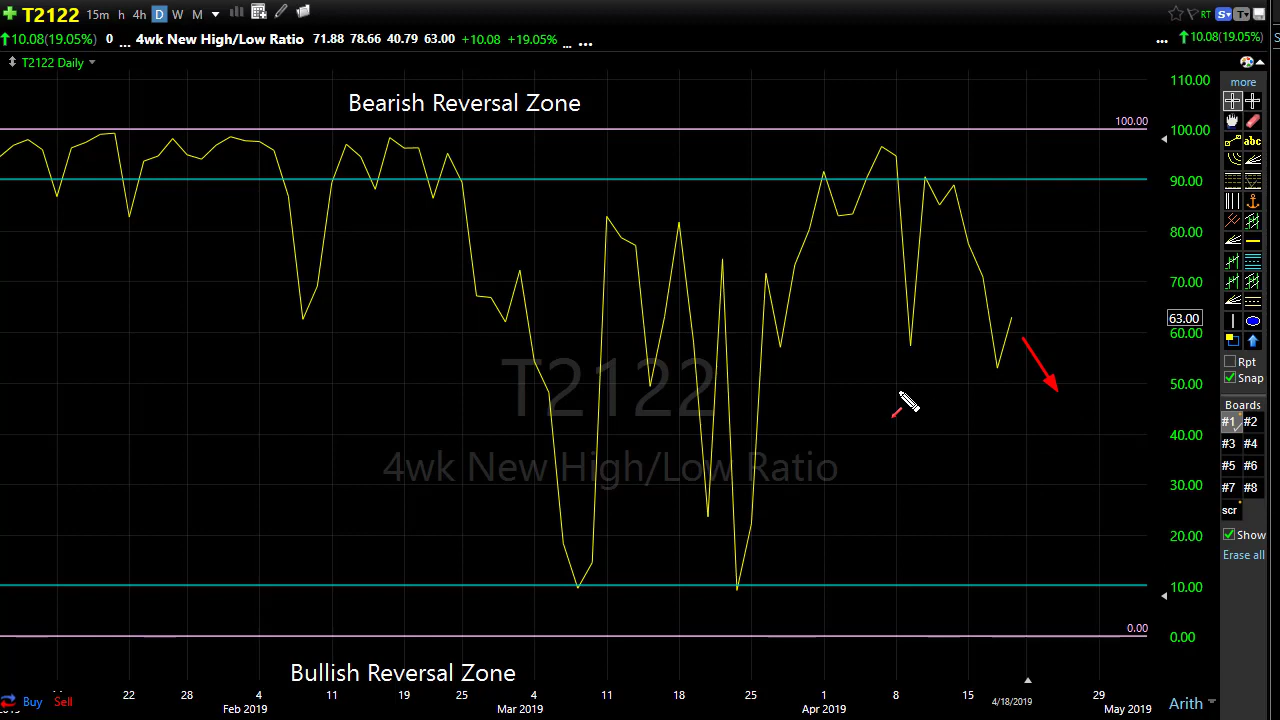 T2122 15m h 4h D W M RT S T
10.08(19.05%) 0 ... 4wk New High/Low Ratio 71.88 78.66 40.79 63.00 +10.08 +19.05% ... ... ... 10.08(19.05%)
T2122 Daily
more
Bearish Reversal Zone
110.00
100.00
100.00
abc
90.00
80.00
70.00
63.00
60.00
Rpt
Snap
T2122
50.00
Boards
#1 #2
40.00
#3 #4
4wk New High/Low Ratio
#5 #6
30.00
#7 #8
scr
20.00
Show
Erase all
10.00
0.00
0.00
Bullish Reversal Zone
Buy Sell
22 28 4 11 19 25 4 11 18 25 1 8 15 4/18/2019 29
Feb 2019 Mar 2019 Apr 2019 May 2019
Arith